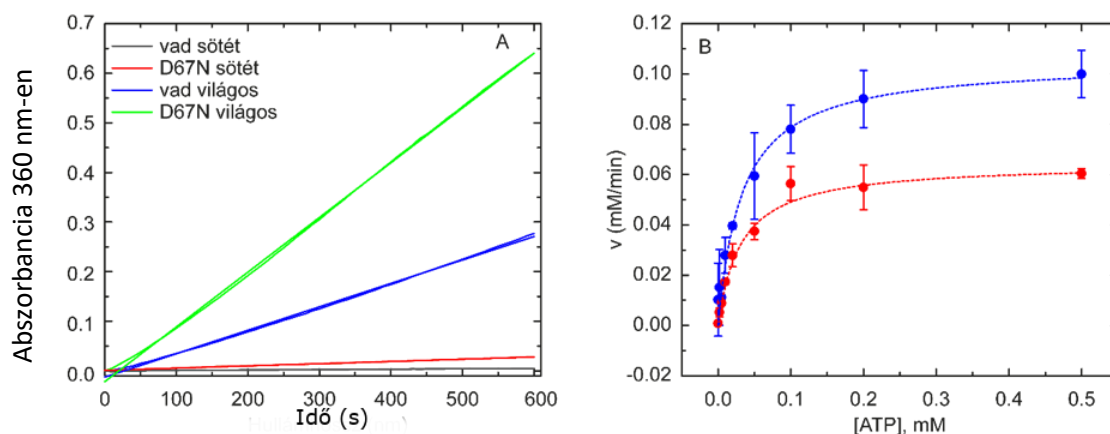 A
vad sötét
D67N sötét
vad világos
D67N világos
Abszorbancia 360 nm-en
0.7
0.6
0.5
0.4
0.3
0.2
0.1
0.0
0 100 200 300 400 500 600
Idő (s)
B
v (mM/min)
0.12
0.10
0.08
0.06
0.04
0.02
0.00
-0.02
0.0 0.1 0.2 0.3 0.4 0.5
[ATP], mM